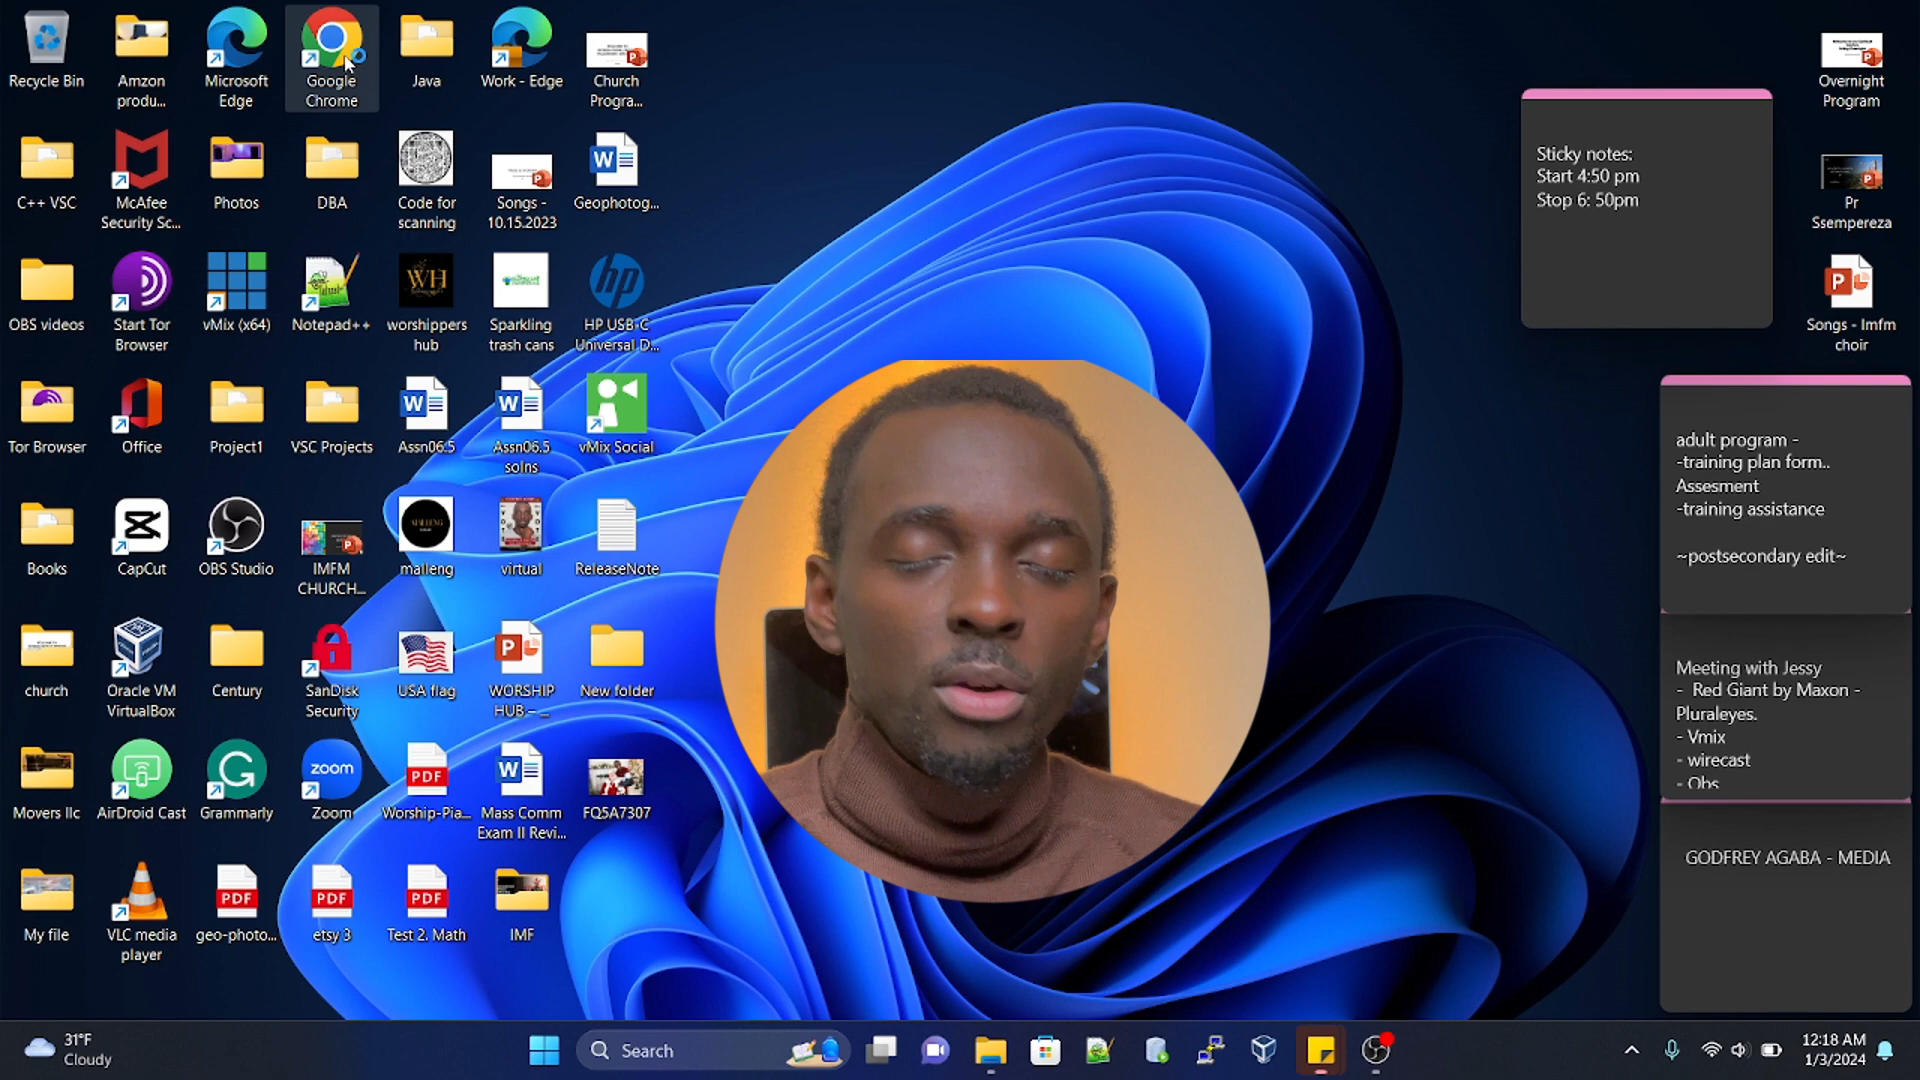 Recycle Bin
Amzon
produ...
Microsoft
Edge
Google
Chrome
Java
Work - Edge
Church
Progra...
Overnight
Program
C++ VSC
McAfee
Security Sc...
Photos
DBA
Code for
scanning
Songs -
10.15.2023
Geophotog...
Pr
Ssempereza
Sticky notes:
Start 4:50 pm
Stop 6: 50pm
OBS videos
Start Tor
Browser
vMix (x64)
Notepad++
WH
worshippers
hub
Sparkling
trash cans
hp
HP USB-C
Universal D...
Songs - Imfm
choir
Tor Browser
Office
Project1
VSC Projects
Assn06.5
Assn06.5
solns
vMix Social
adult program -
-training plan form..
Assesment
-training assistance
~postsecondary edit~
Books
CapCut
OBS Studio
IMFM
CHURCH...
malleng
virtual
ReleaseNote
church
Oracle VM
VirtualBox
Century
SanDisk
Security
USA flag
WORSHIP
HUB – ...
New folder
Meeting with Jessy
- Red Giant by Maxon -
Pluraleyes.
- Vmix
- wirecast
- Obs
Movers llc
AirDroid Cast
Grammarly
zoom
Zoom
PDF
Worship-Pia...
Mass Comm
Exam II Revi...
FQ5A7307
GODFREY AGABA - MEDIA
My file
VLC media
player
PDF
geo-photo...
PDF
etsy 3
PDF
Test 2. Math
IMF
31°F
Cloudy
Search
12:18 AM
1/3/2024